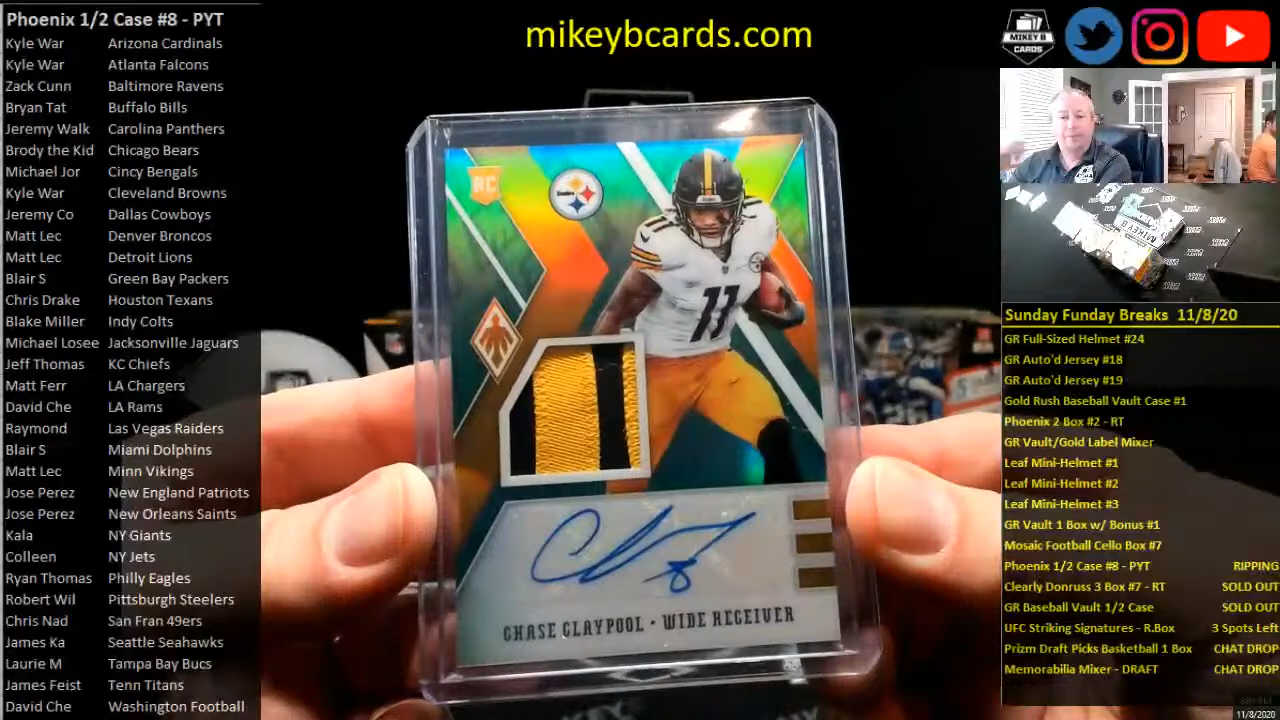 Phoenix 1/2 Case #8 - PYT
Kyle War Arizona Cardinals
Kyle War Atlanta Falcons
Zack Cunn Baltimore Ravens
Bryan Tat Buffalo Bills
Jeremy Walk Carolina Panthers
Brody the Kid Chicago Bears
Michael Jor Cincy Bengals
Kyle War Cleveland Browns
Jeremy Co Dallas Cowboys
Matt Lec Denver Broncos
Matt Lec Detroit Lions
Blair S Green Bay Packers
Chris Drake Houston Texans
Blake Miller Indy Colts
Michael Losee Jacksonville Jaguars
Jeff Thomas KC Chiefs
Matt Ferr LA Chargers
David Che LA Rams
Raymond Las Vegas Raiders
Blair S Miami Dolphins
Matt Lec Minn Vikings
Jose Perez New England Patriots
Jose Perez New Orleans Saints
Kala NY Giants
Colleen NY Jets
Ryan Thomas Philly Eagles
Robert Wil Pittsburgh Steelers
Chris Nad San Fran 49ers
James Ka Seattle Seahawks
Laurie M Tampa Bay Bucs
James Feist Tenn Titans
David Che Washington Football
mikeybcards.com
RC
Steelers
11
11
CHASE CLAYPOOL · WIDE RECEIVER
MIKEY B
CARDS
Sunday Funday Breaks 11/8/20
GR Full-Sized Helmet #24
GR Auto'd Jersey #18
GR Auto'd Jersey #19
Gold Rush Baseball Vault Case #1
Phoenix 2 Box #2 - RT
GR Vault/Gold Label Mixer
Leaf Mini-Helmet #1
Leaf Mini-Helmet #2
Leaf Mini-Helmet #3
GR Vault 1 Box w/ Bonus #1
Mosaic Football Cello Box #7
Phoenix 1/2 Case #8 - PYT RIPPING
Clearly Donruss 3 Box #7 - RT SOLD OUT
GR Baseball Vault 1/2 Case SOLD OUT
UFC Striking Signatures - R.Box 3 Spots Left
Prizm Draft Picks Basketball 1 Box CHAT DROP
Memorabilia Mixer - DRAFT CHAT DROP
11/8/2020